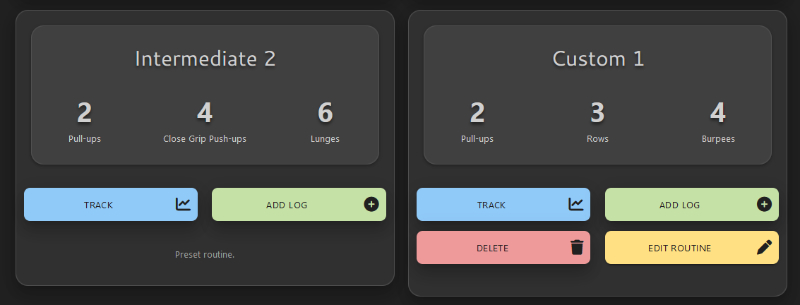 Intermediate 2
2 4 6
Pull-ups Close Grip Push-ups Lunges
TRACK ADD LOG
Preset routine.
Custom 1
2 3 4
Pull-ups Rows Burpees
TRACK ADD LOG
DELETE EDIT ROUTINE